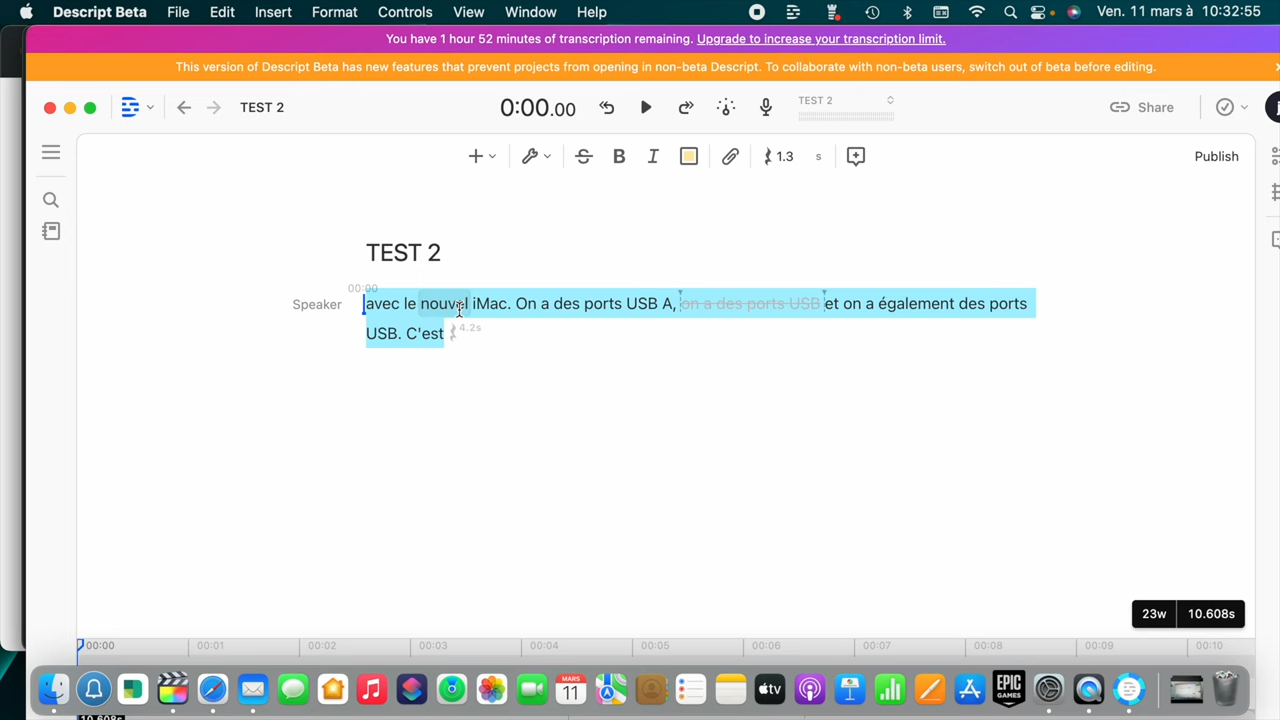 Descript Beta File Edit Insert Format Controls View Window Help Ven. 11 mars à 10:32:55
You have 1 hour 52 minutes of transcription remaining. Upgrade to increase your transcription limit.
This version of Descript Beta has new features that prevent projects from opening in non-beta Descript. To collaborate with non-beta users, switch out of beta before editing.
TEST 2 0:00.00 TEST 2 Share
1.3 s Publish
TEST 2
00:00
Speaker avec le nouvel iMac. On a des ports USB A, on a des ports USB et on a également des ports
USB. C'est 4.2s
23w 10.608s
00:00 00:01 00:02 00:03 00:04 00:05 00:06 00:07 00:08 00:09 00:10
MARS
11
tv
EPIC
GAMES
10.608s